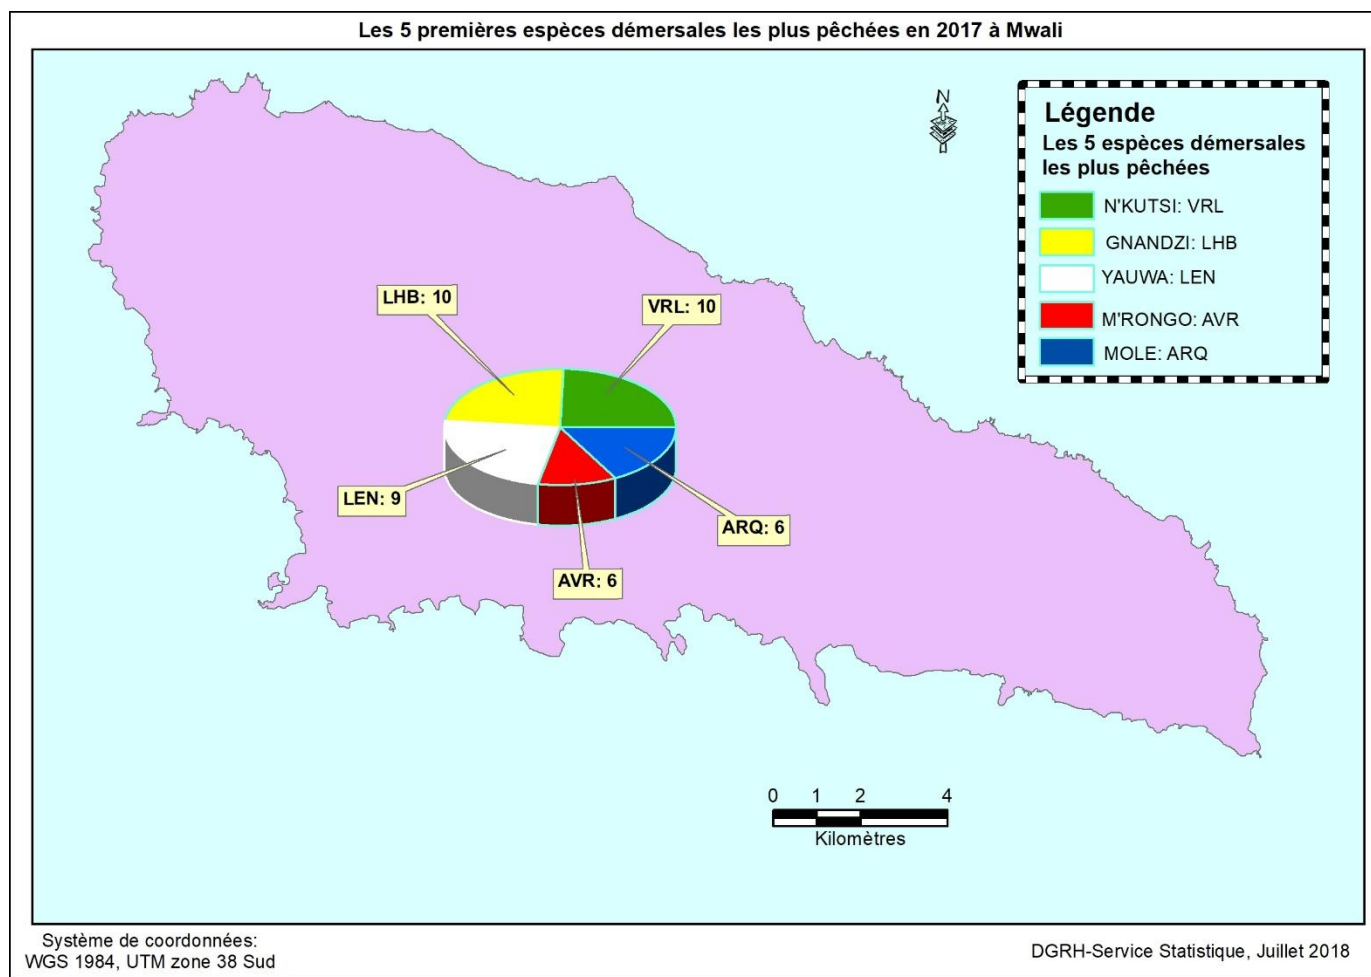 Les 5 premières espèces démersales les plus pêchées en 2017 à Mwali
N
Légende
Les 5 espèces démersales
les plus pêchées
N'KUTSI: VRL
GNANDZI: LHB
YAUWA: LEN
M'RONGO: AVR
MOLE: ARQ
LHB: 10
VRL: 10
LEN: 9
ARQ: 6
AVR: 6
0 1 2 4
Kilomètres
Système de coordonnées:
WGS 1984, UTM zone 38 Sud
DGRH-Service Statistique, Juillet 2018